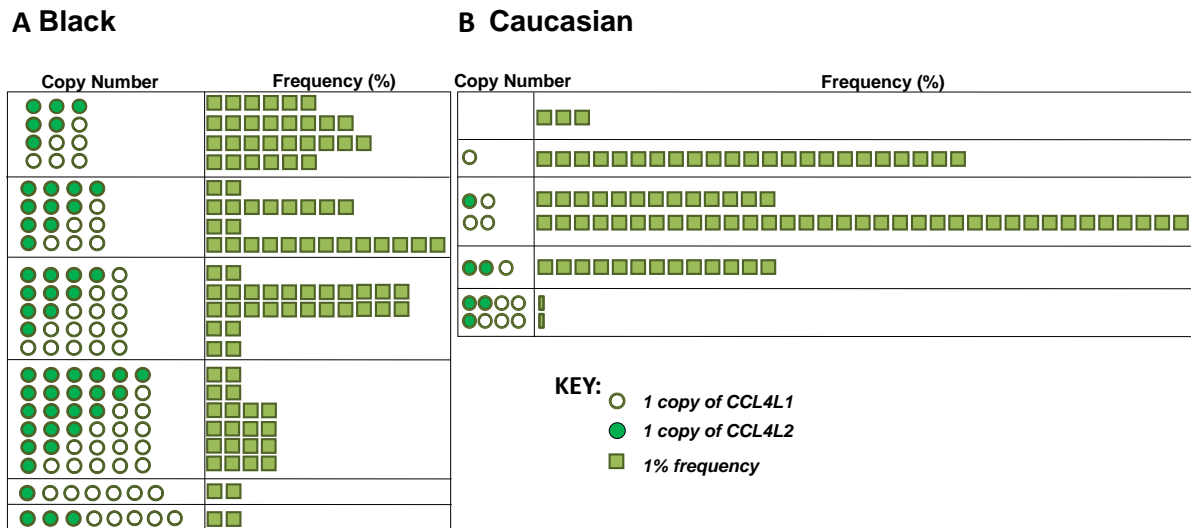 A Black
B Caucasian
Copy Number
Frequency (%)
Copy Number
Frequency (%)
KEY:
1 copy of CCL4L1
1 copy of CCL4L2
1% frequency